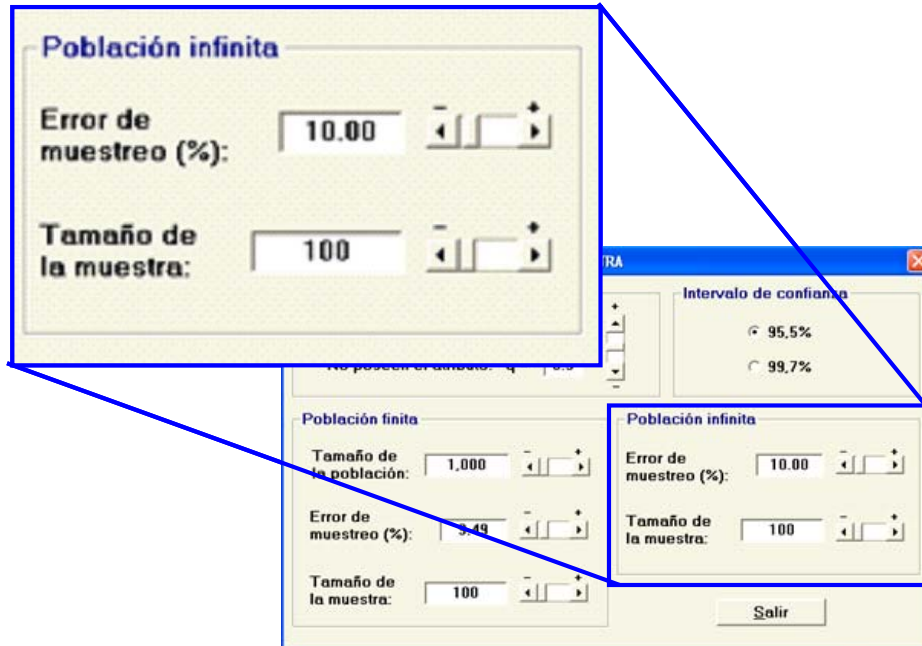 Población infinita
Error de
muestreo (%):
10.00
- +
Tamaño de
la muestra:
100
- +
Intervalo de confianza
95,5%
99,7%
+
-
Población finita
Tamaño de
la población:
1,000
- +
Error de
muestreo (%):
9.49
- +
Tamaño de
la muestra:
100
- +
Población infinita
Error de
muestreo (%):
10.00
- +
Tamaño de
la muestra:
100
- +
Salir